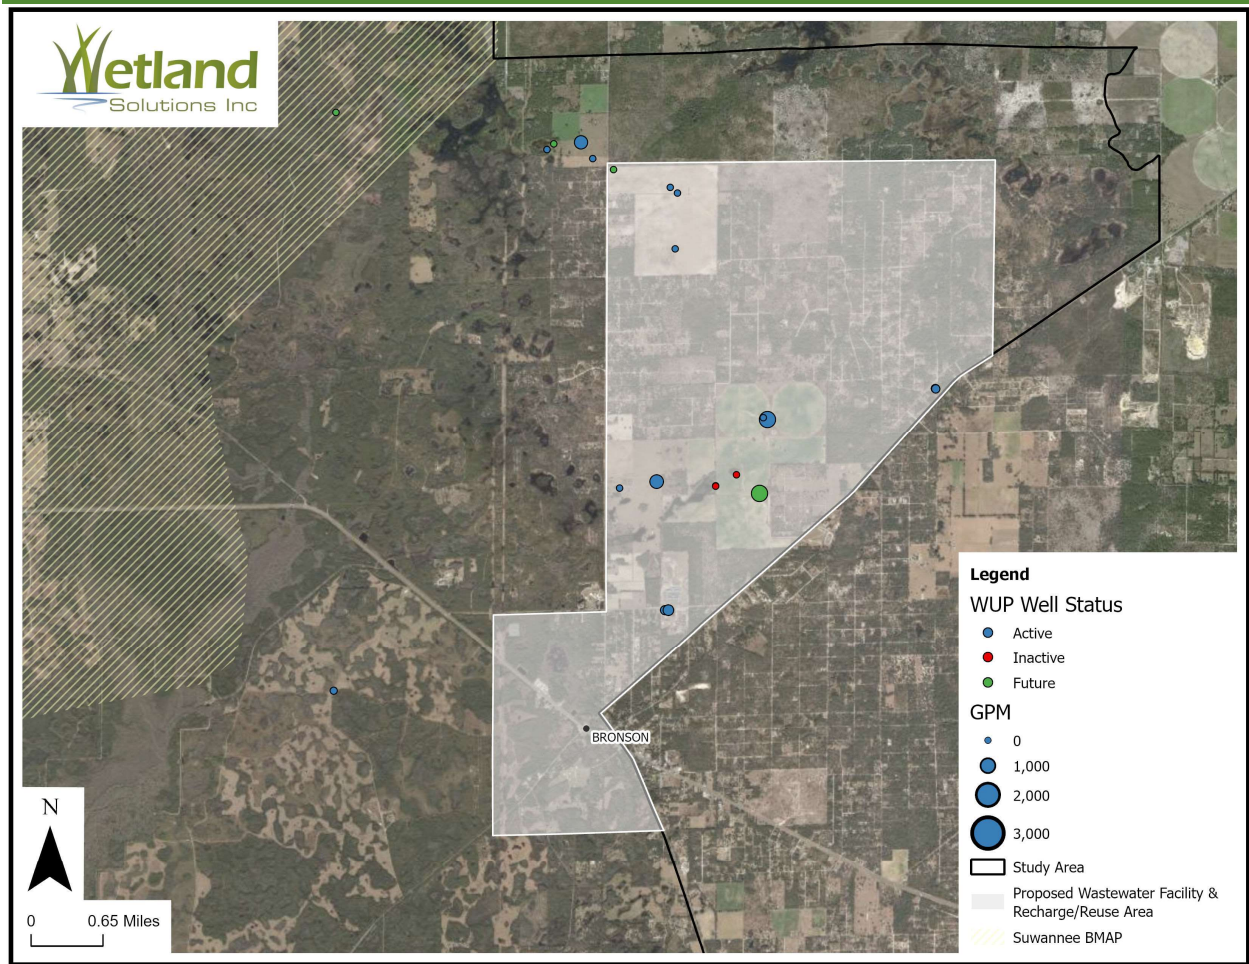 Wetland
Solutions Inc
BRONSON
Legend
WUP Well Status
Active
Inactive
Future
GPM
0
1,000
2,000
3,000
Study Area
Proposed Wastewater Facility &
Recharge/Reuse Area
Suwannee BMAP
N
0 0.65 Miles